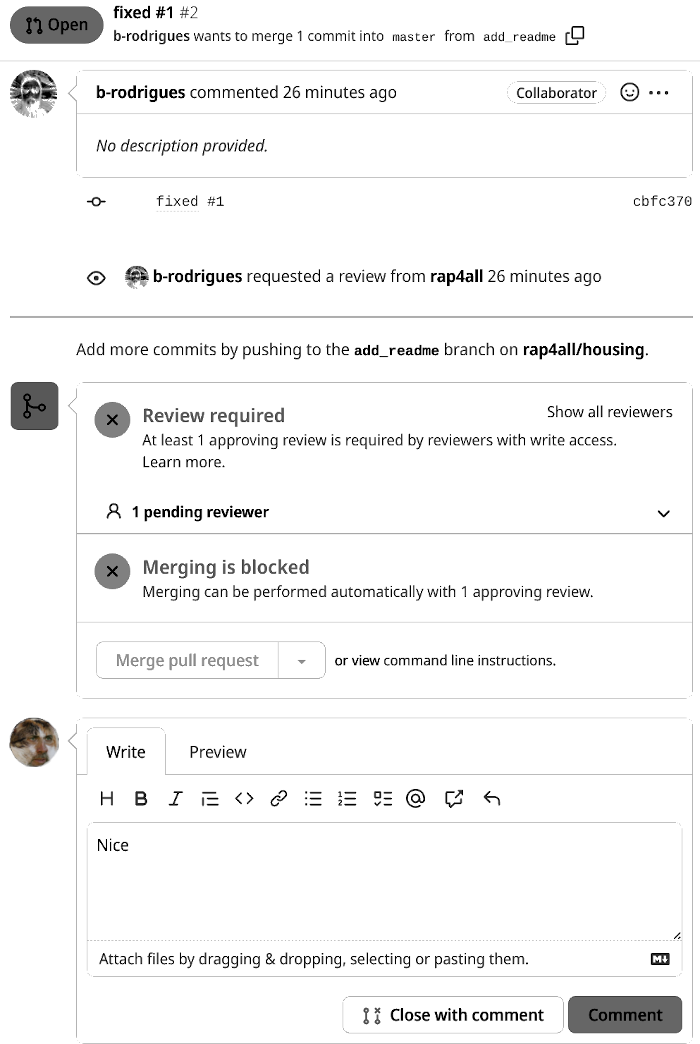 Open
fixed #1 #2
b-rodrigues wants to merge 1 commit into master from add_readme
b-rodrigues commented 26 minutes ago
Collaborator
No description provided.
fixed #1
cbfc370
b-rodrigues requested a review from rap4all 26 minutes ago
Add more commits by pushing to the add_readme branch on rap4all/housing.
Review required
Show all reviewers
At least 1 approving review is required by reviewers with write access.
Learn more.
1 pending reviewer
Merging is blocked
Merging can be performed automatically with 1 approving review.
Merge pull request
or view command line instructions.
Write
Preview
H B I
Nice
Attach files by dragging & dropping, selecting or pasting them.
M
Close with comment
Comment